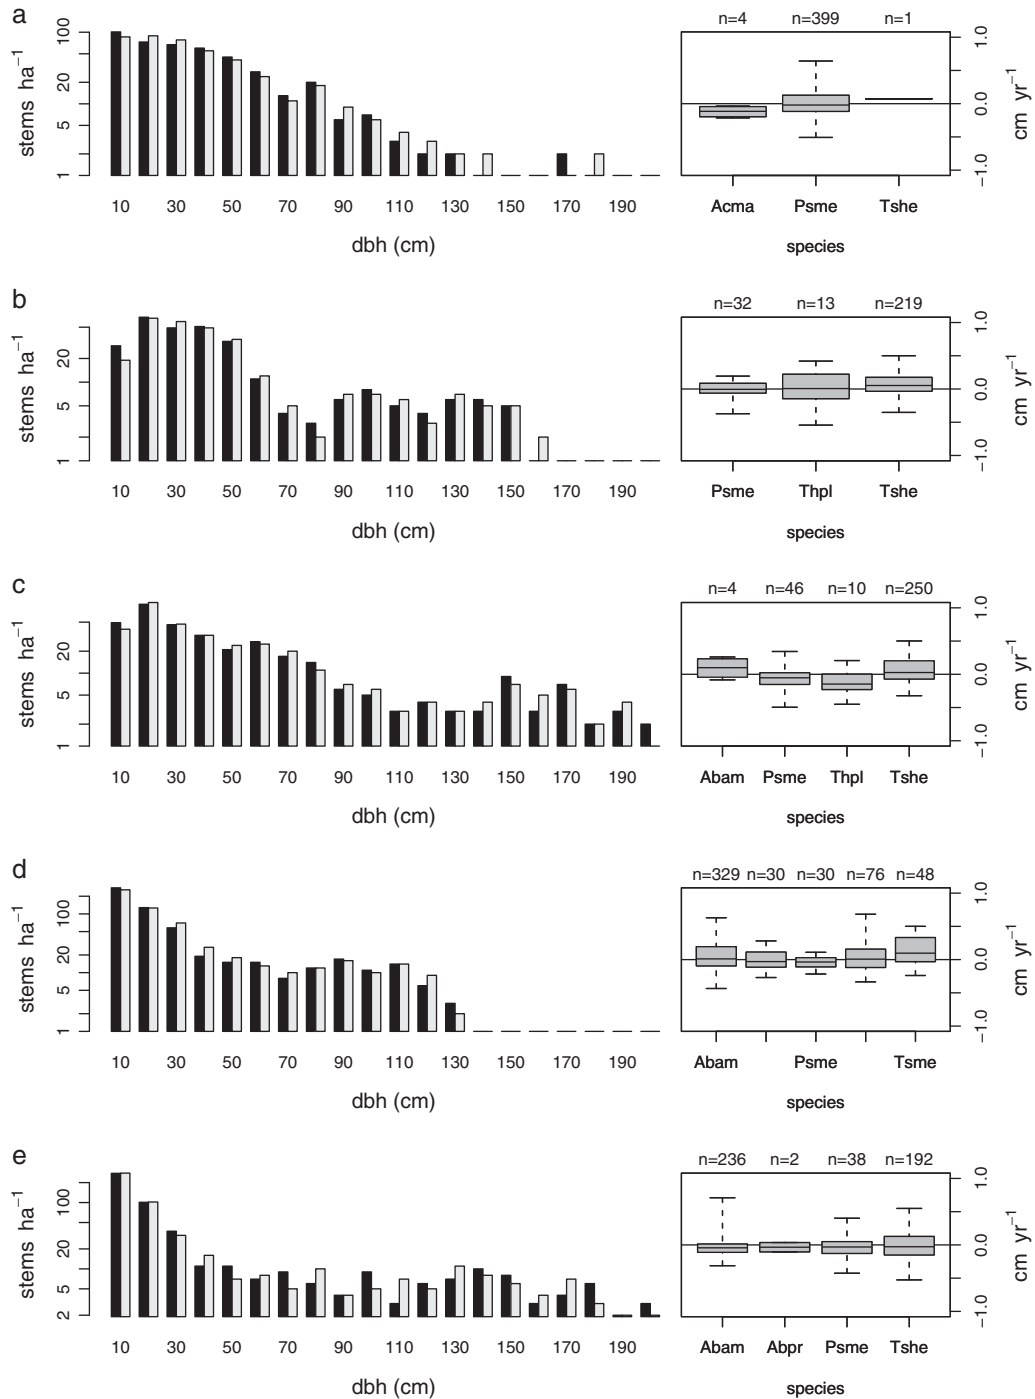 a
n=4 n=399 n=1
stems ha⁻¹
100
20
5
1
10 30 50 70 90 110 130 150 170 190
dbh (cm)
1.0
0.0
−1.0
cm yr⁻¹
Acma Psme Tshe
species
b
n=32 n=13 n=219
stems ha⁻¹
20
5
1
10 30 50 70 90 110 130 150 170 190
dbh (cm)
1.0
0.0
−1.0
cm yr⁻¹
Psme Thpl Tshe
species
c
n=4 n=46 n=10 n=250
stems ha⁻¹
20
5
1
10 30 50 70 90 110 130 150 170 190
dbh (cm)
1.0
0.0
−1.0
cm yr⁻¹
Abam Psme Thpl Tshe
species
d
n=329 n=30 n=30 n=76 n=48
stems ha⁻¹
100
20
5
1
10 30 50 70 90 110 130 150 170 190
dbh (cm)
1.0
0.0
−1.0
cm yr⁻¹
Abam Psme Tsme
species
e
n=236 n=2 n=38 n=192
stems ha⁻¹
100
20
5
2
10 30 50 70 90 110 130 150 170 190
dbh (cm)
1.0
0.0
−1.0
cm yr⁻¹
Abam Abpr Psme Tshe
species